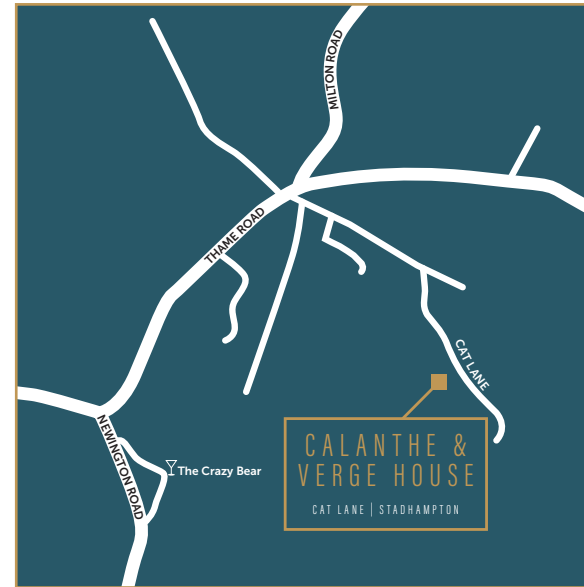 MILTON ROAD
THAME ROAD
CAT LANE
NEWINGTON ROAD
The Crazy Bear
CALANTHE &
VERGE HOUSE
CAT LANE | STADHAMPTON